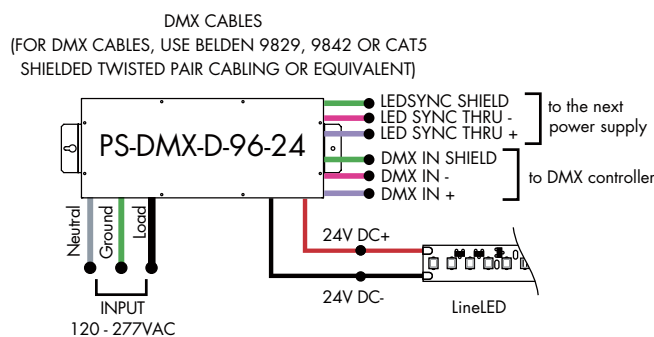 DMX CABLES
(FOR DMX CABLES, USE BELDEN 9829, 9842 OR CAT5
SHIELDED TWISTED PAIR CABLING OR EQUIVALENT)
PS-DMX-D-96-24
LEDSYNC SHIELD
LED SYNC THRU -
LED SYNC THRU +
to the next
power supply
DMX IN SHIELD
DMX IN -
DMX IN +
to DMX controller
Neutral
Ground
Load
24V DC+
24V DC-
LineLED
INPUT
120 - 277VAC